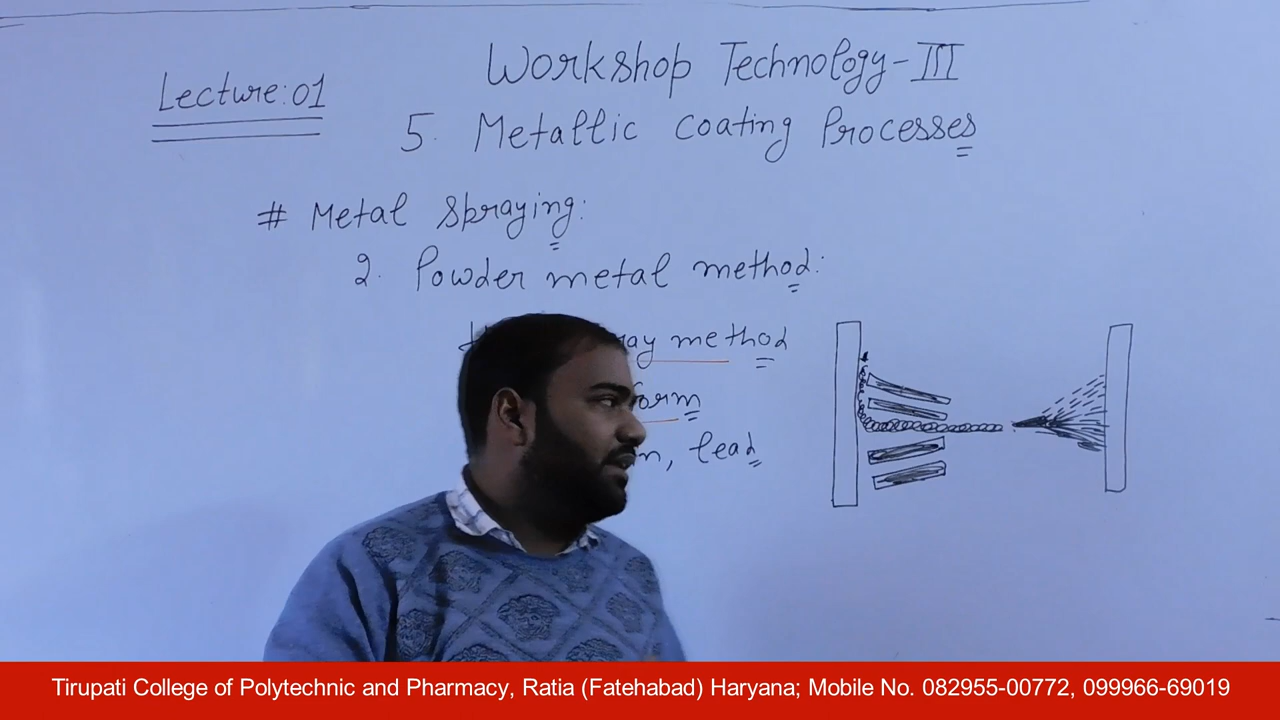 Workshop Technology-III
Lecture:01
5. Metallic Coating Processes
# Metal Spraying:
2. Powder metal method:
method
lead
Tirupati College of Polytechnic and Pharmacy, Ratia (Fatehabad) Haryana; Mobile No. 082955-00772, 099966-69019